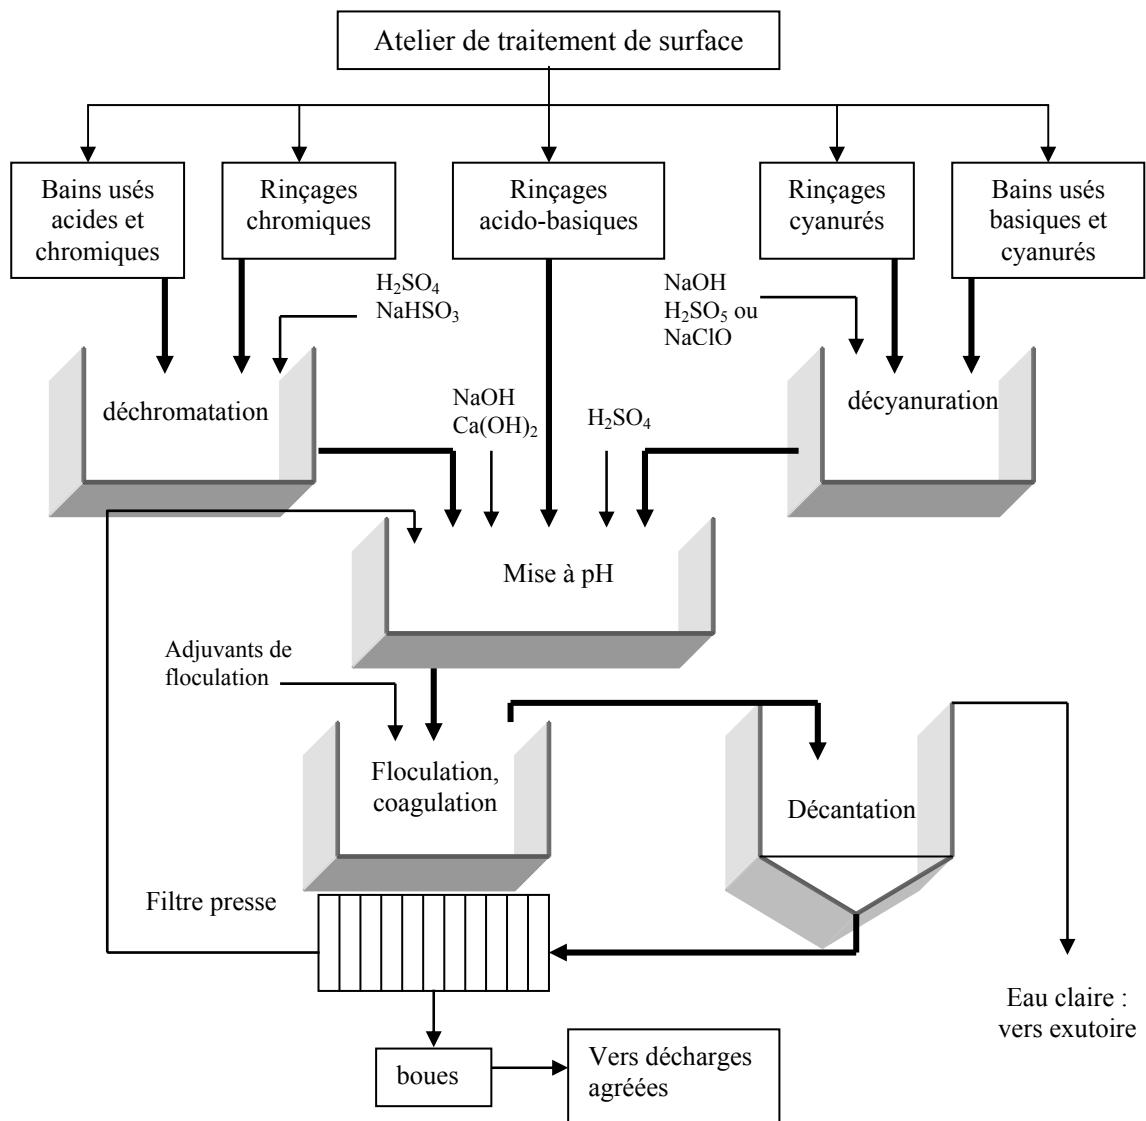 Atelier de traitement de surface
Bains usés
acides et
chromiques
Rinçages
chromiques
Rinçages
acido-basiques
Rinçages
cyanurés
Bains usés
basiques et
cyanurés
H₂SO₄
NaHSO₃
NaOH
H₂SO₅ ou
NaClO
déchromatation
NaOH
Ca(OH)₂
H₂SO₄
décyanuration
Mise à pH
Adjuvants de
floculation
Floculation,
coagulation
Décantation
Filtre presse
Eau claire :
vers exutoire
boues
Vers décharges
agréées